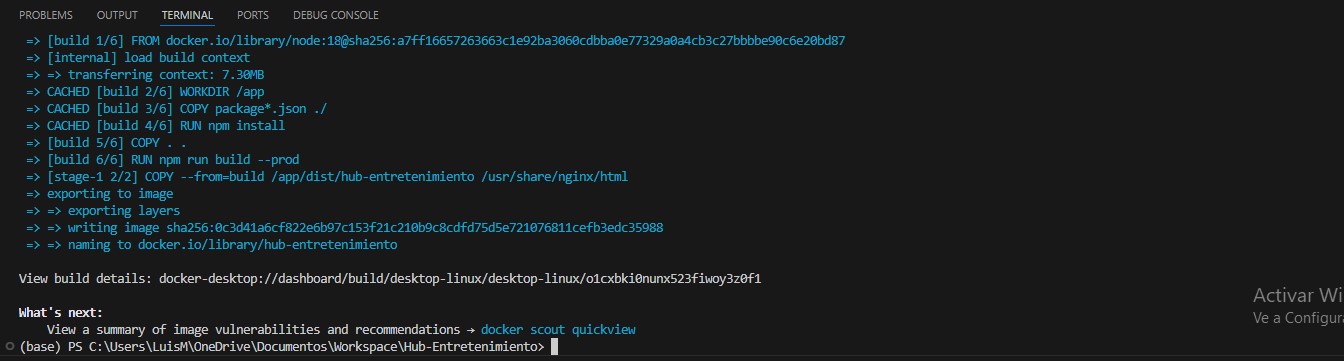 PROBLEMS OUTPUT TERMINAL PORTS DEBUG CONSOLE
=> [build 1/6] FROM docker.io/library/node:18@sha256:a7ff16657263663c1e92ba3060cdbba0e77329a0a4cb3c27bbbbe90c6e20bd87
=> [internal] load build context
=> => transferring context: 7.30MB
=> CACHED [build 2/6] WORKDIR /app
=> CACHED [build 3/6] COPY package*.json ./
=> CACHED [build 4/6] RUN npm install
=> [build 5/6] COPY . .
=> [build 6/6] RUN npm run build --prod
=> [stage-1 2/2] COPY --from=build /app/dist/hub-entretenimiento /usr/share/nginx/html
=> exporting to image
=> => exporting layers
=> => writing image sha256:0c3d41a6cf822e6b97c153f21c210b9c8cdfd75d5e721076811cefb3edc35988
=> => naming to docker.io/library/hub-entretenimiento
View build details: docker-desktop://dashboard/build/desktop-linux/desktop-linux/o1cxbki0nunx523fiwoy3z0f1
What's next:
View a summary of image vulnerabilities and recommendations → docker scout quickview
(base) PS C:\Users\LuisM\OneDrive\Documentos\Workspace\Hub-Entretenimiento>
Activar Wi
Ve a Configura